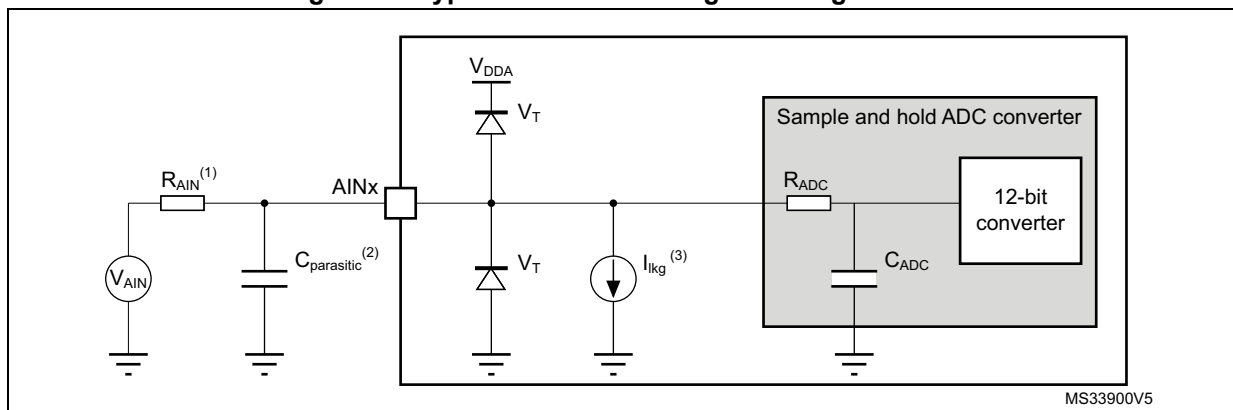 V_DDA
V_T
Sample and hold ADC converter
R_AIN^(1)
AINx
R_ADC
12-bit
converter
C_parasitic^(2)
V_T
I_lkg^(3)
C_ADC
V_AIN
MS33900V5